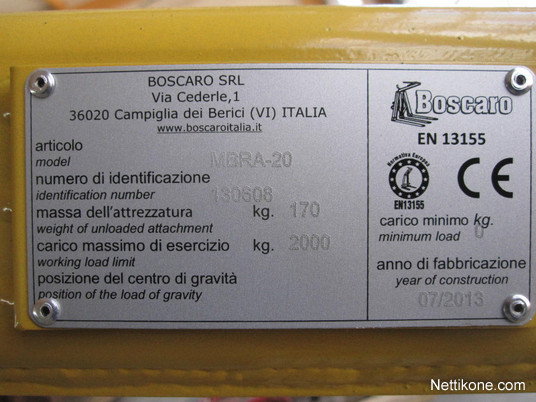 BOSCARO SRL
Via Cederle,1
36020 Campiglia dei Berici (VI) ITALIA
www.boscaroitalia.it
articolo
model MBRA-20
numero di identificazione
identification number 130608
massa dell'attrezzatura kg. 170
weight of unloaded attachment
carico massimo di esercizio kg. 2000
working load limit
posizione del centro di gravità
position of the load of gravity
Boscaro
EN 13155
Normative Europee
EN13155
CE
carico minimo kg.
minimum load 0
anno di fabbricazione
year of construction
07/2013
Nettikone.com